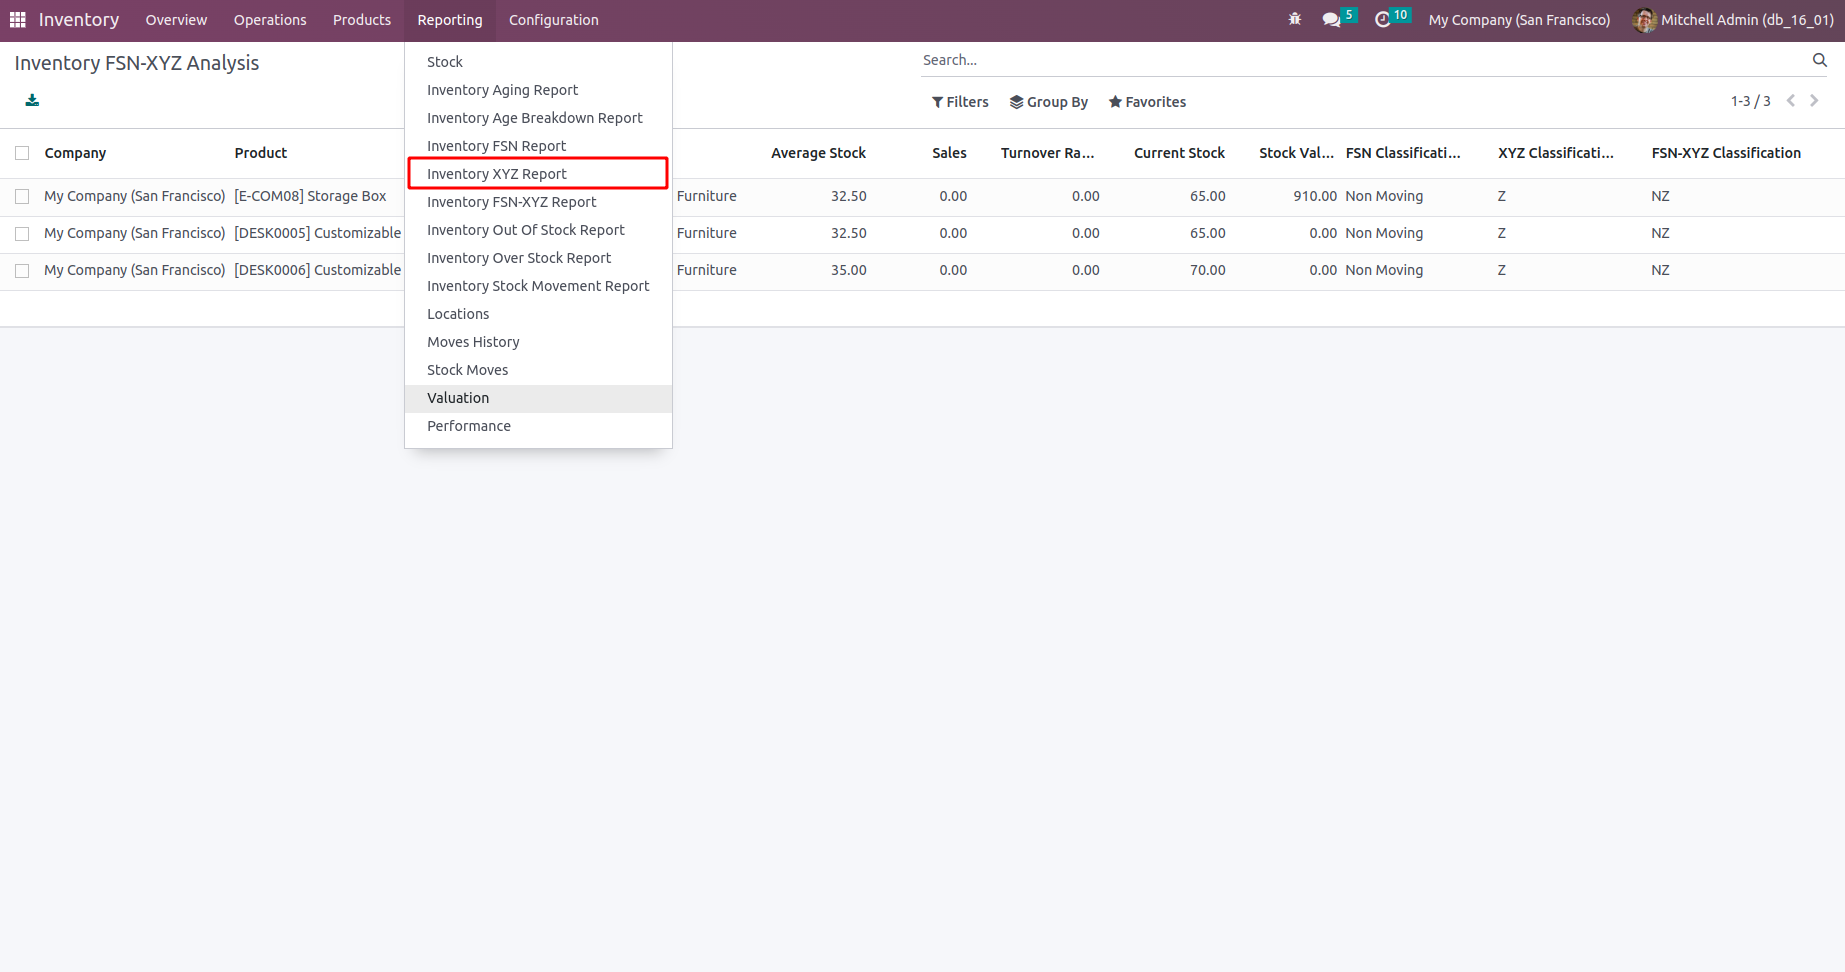 Inventory Overview Operations Products Reporting Configuration 5 10 My Company (San Francisco) Mitchell Admin (db_16_01)
Inventory FSN-XYZ Analysis
Search...
Filters Group By Favorites 1-3 / 3
Stock
Inventory Aging Report
Inventory Age Breakdown Report
Inventory FSN Report
Inventory XYZ Report
Inventory FSN-XYZ Report
Inventory Out Of Stock Report
Inventory Over Stock Report
Inventory Stock Movement Report
Locations
Moves History
Stock Moves
Valuation
Performance
Company Product Average Stock Sales Turnover Ra... Current Stock Stock Val... FSN Classificati... XYZ Classificati... FSN-XYZ Classification
My Company (San Francisco) [E-COM08] Storage Box Furniture 32.50 0.00 0.00 65.00 910.00 Non Moving Z NZ
My Company (San Francisco) [DESK0005] Customizable Furniture 32.50 0.00 0.00 65.00 0.00 Non Moving Z NZ
My Company (San Francisco) [DESK0006] Customizable Furniture 35.00 0.00 0.00 70.00 0.00 Non Moving Z NZ